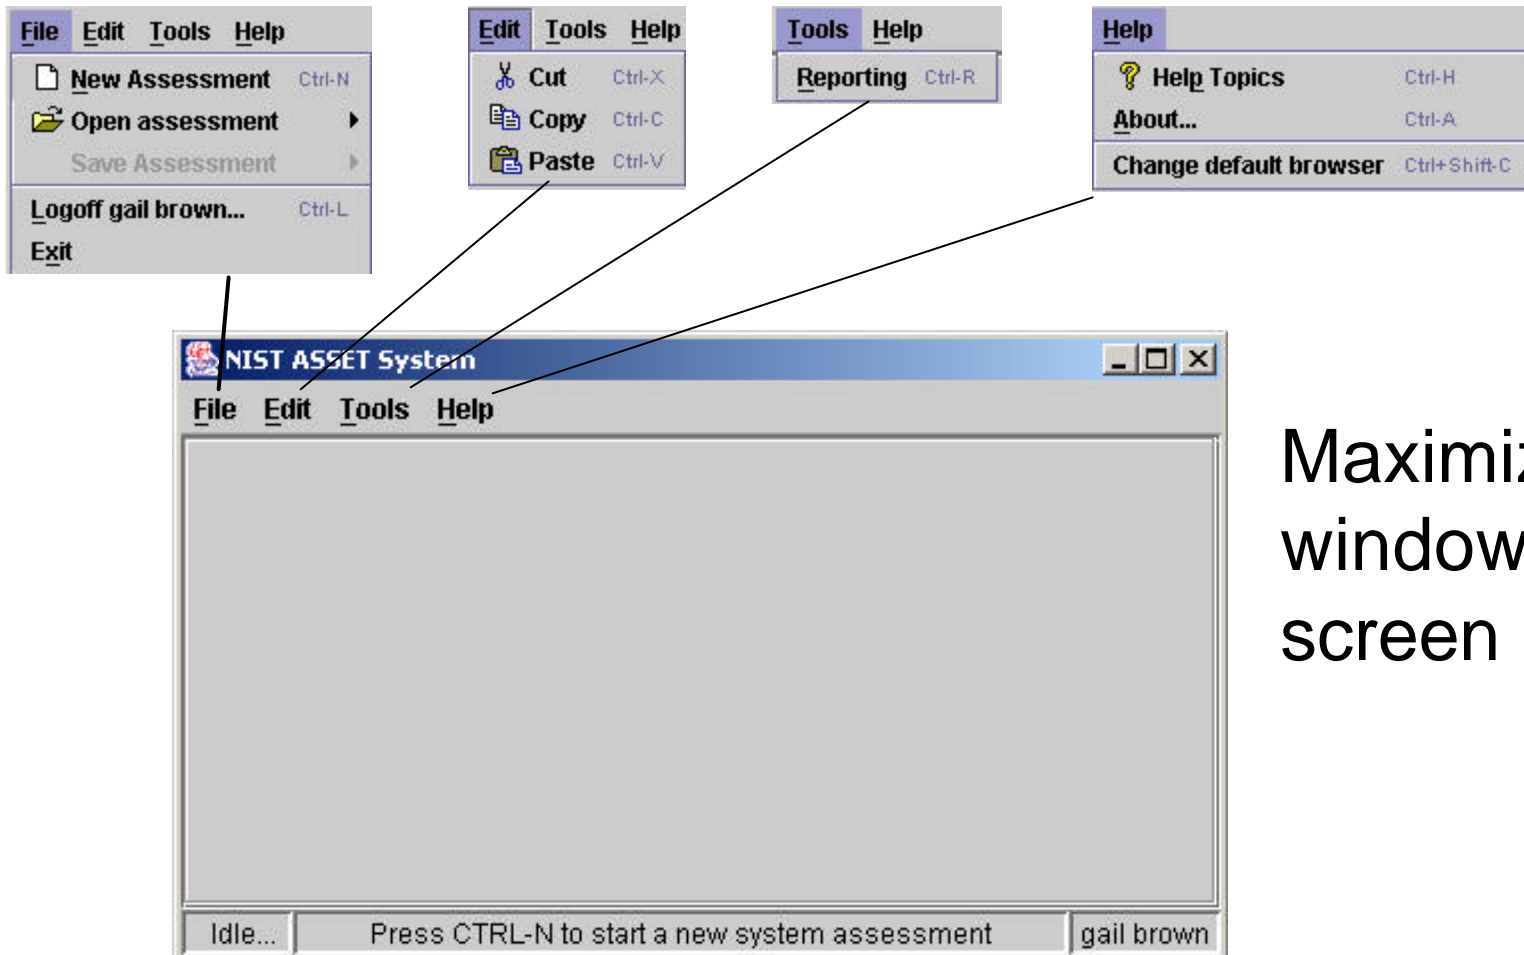 File Edit Tools Help
New Assessment Ctrl-N
Open assessment
Save Assessment
Logoff gail brown... Ctrl-L
Exit
Edit Tools Help
Cut Ctrl-X
Copy Ctrl-C
Paste Ctrl-V
Tools Help
Reporting Ctrl-R
Help
Help Topics Ctrl-H
About... Ctrl-A
Change default browser Ctrl+Shift-C
NIST ASSET System
File Edit Tools Help
Idle... Press CTRL-N to start a new system assessment gail brown
window
screen